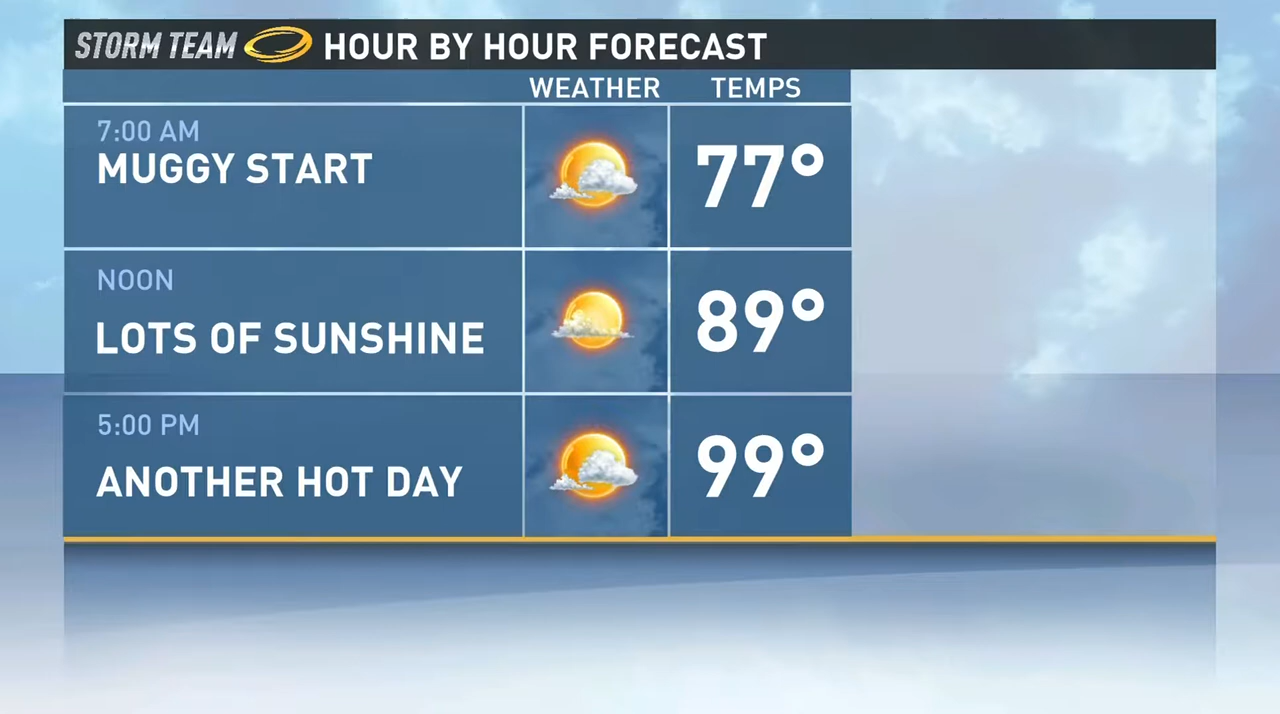 STORM TEAM HOUR BY HOUR FORECAST
WEATHER TEMPS
7:00 AM
MUGGY START
77°
NOON
LOTS OF SUNSHINE
89°
5:00 PM
ANOTHER HOT DAY
99°